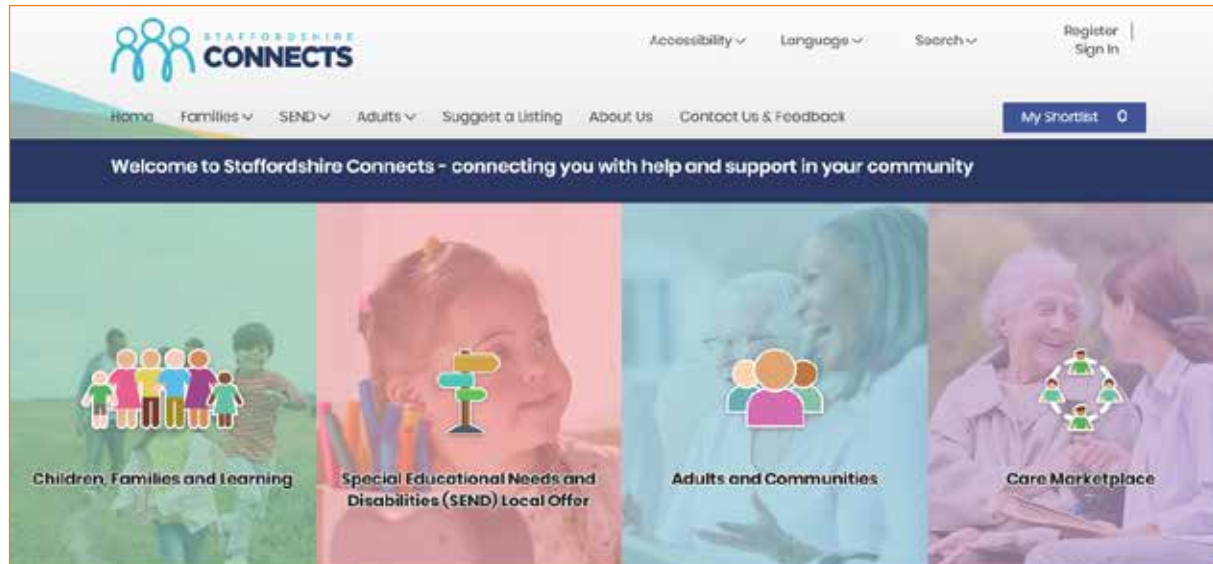 STAFFORDSHIRE
CONNECTS
Accessibility
Language
Search
Register
Sign In
Home
Families
SEND
Adults
Suggest a Listing
About Us
Contact Us & Feedback
My Shortlist 0
Welcome to Staffordshire Connects - connecting you with help and support in your community
Children, Families and Learning
Special Educational Needs and
Disabilities (SEND) Local Offer
Adults and Communities
Care Marketplace